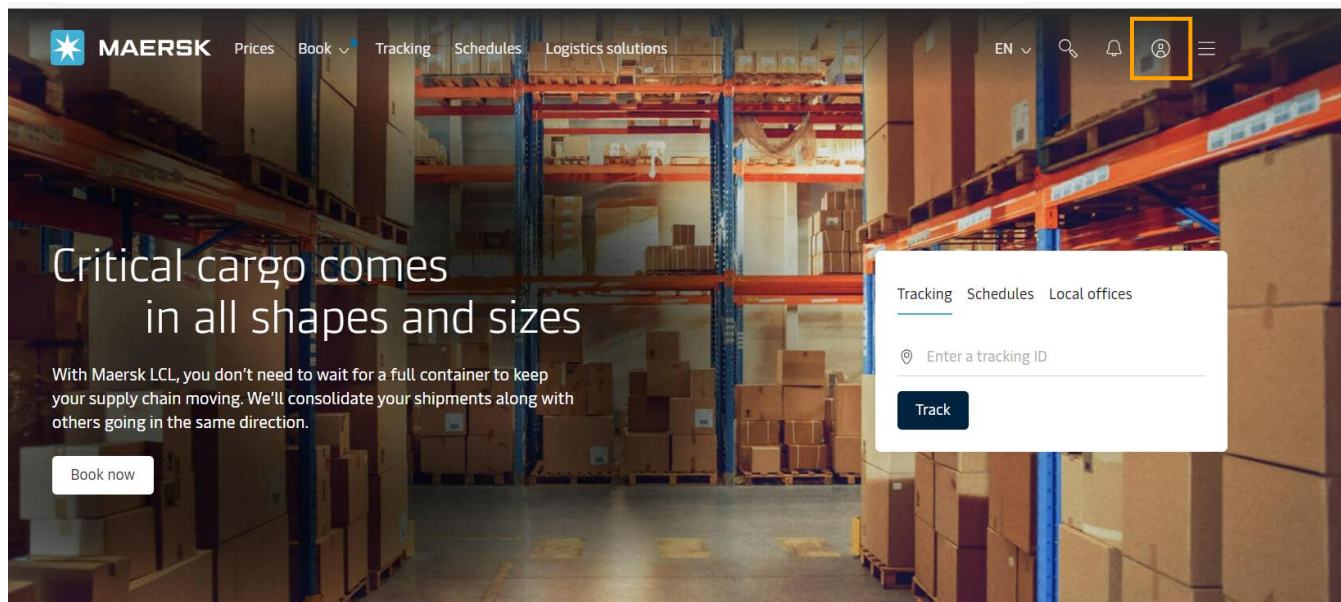 MAERSK Prices Book Tracking Schedules Logistics solutions EN
Critical cargo comes
in all shapes and sizes
With Maersk LCL, you don't need to wait for a full container to keep
your supply chain moving. We'll consolidate your shipments along with
others going in the same direction.
Book now
Tracking Schedules Local offices
Enter a tracking ID
Track